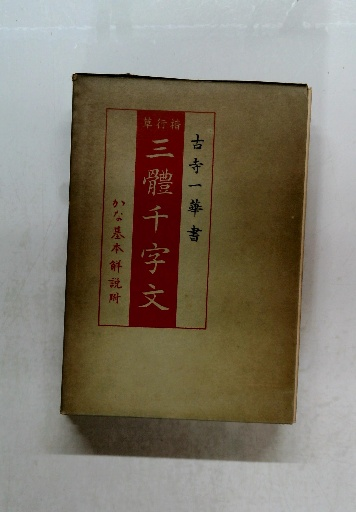 古寺一華書
楷行草
三體千字文
かな基本解説附